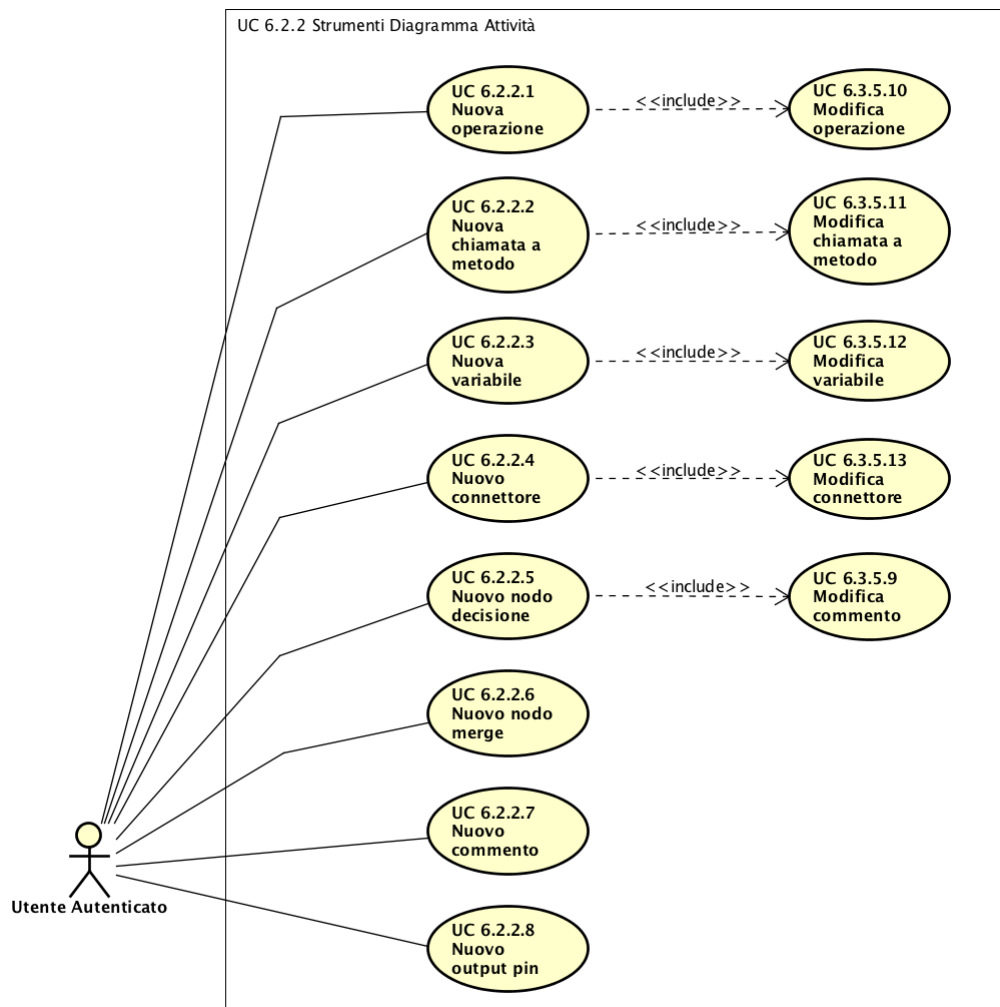 UC 6.2.2 Strumenti Diagramma Attività
UC 6.2.2.1
Nuova
operazione
<<include>>
UC 6.3.5.10
Modifica
operazione
UC 6.2.2.2
Nuova
chiamata a
metodo
<<include>>
UC 6.3.5.11
Modifica
chiamata a
metodo
UC 6.2.2.3
Nuova
variabile
<<include>>
UC 6.3.5.12
Modifica
variabile
UC 6.2.2.4
Nuovo
connettore
<<include>>
UC 6.3.5.13
Modifica
connettore
UC 6.2.2.5
Nuovo nodo
decisione
<<include>>
UC 6.3.5.9
Modifica
commento
UC 6.2.2.6
Nuovo nodo
merge
UC 6.2.2.7
Nuovo
commento
Utente Autenticato
UC 6.2.2.8
Nuovo
output pin